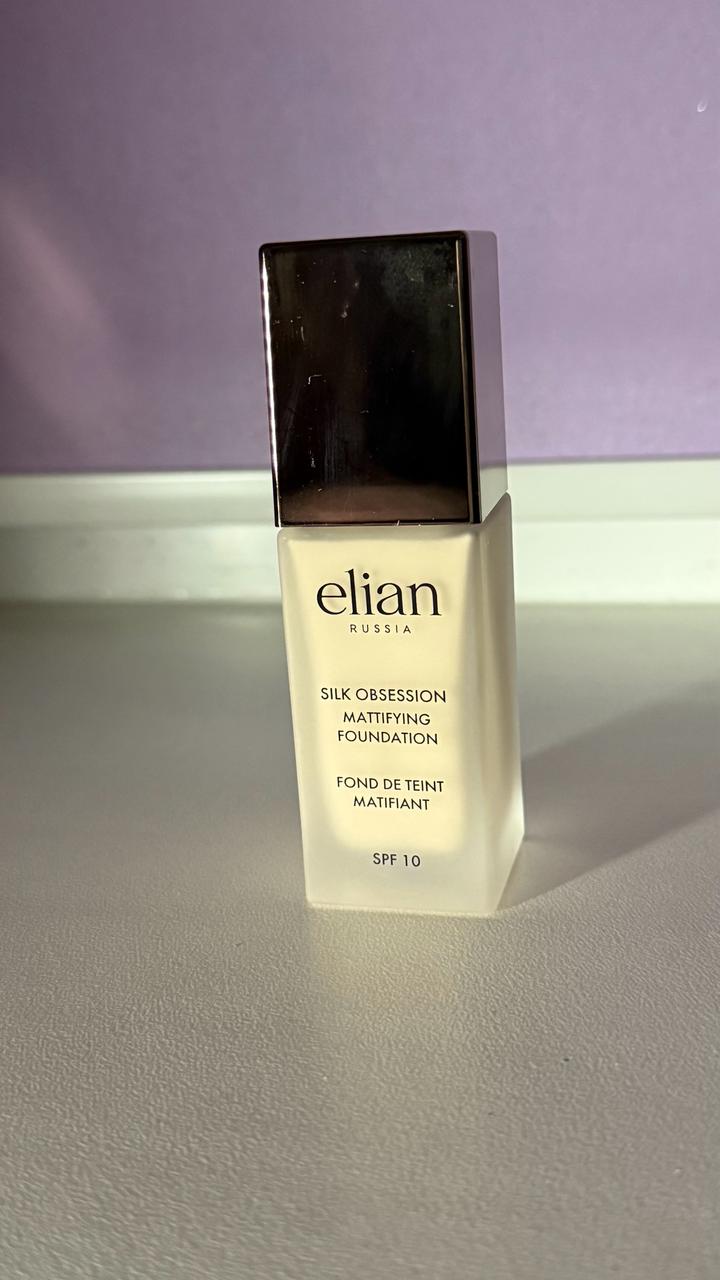 elian
RUSSIA
SILK OBSESSION
MATTIFYING
FOUNDATION
FOND DE TEINT
MATIFIANT
SPF 10